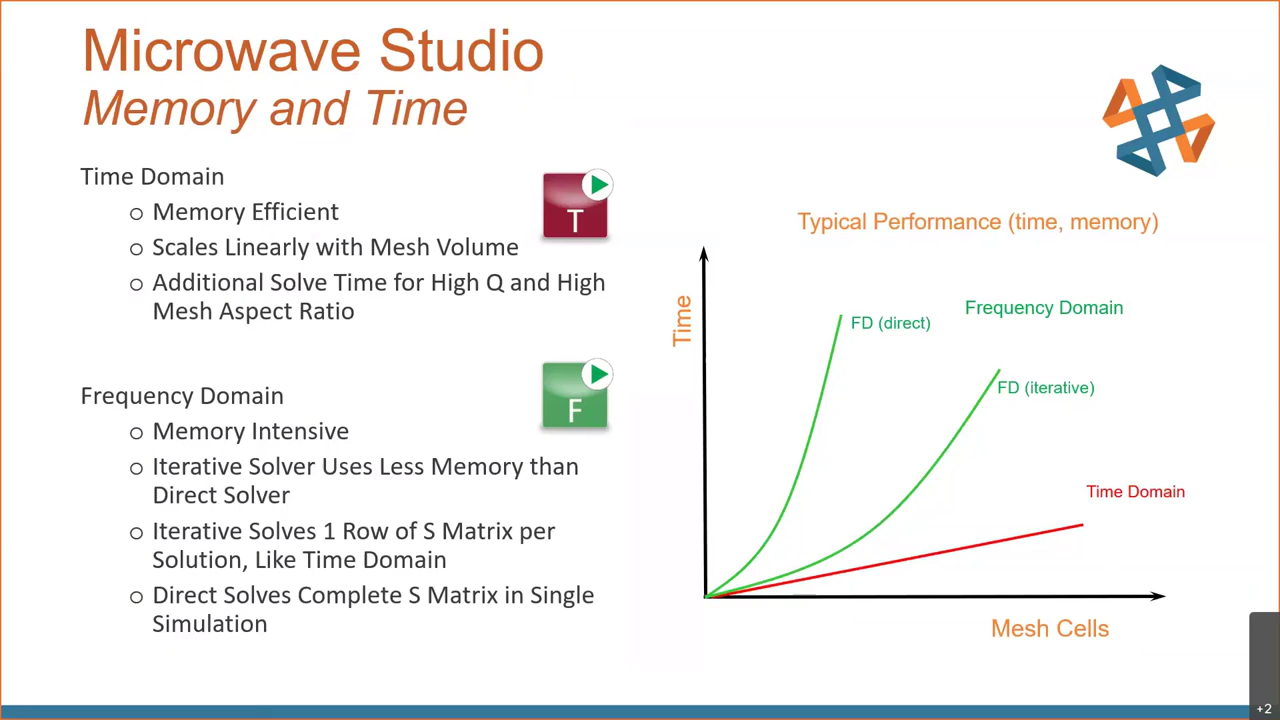 Microwave Studio
Memory and Time
Time Domain
o Memory Efficient
o Scales Linearly with Mesh Volume
o Additional Solve Time for High Q and High
Mesh Aspect Ratio
T
Frequency Domain
o Memory Intensive
o Iterative Solver Uses Less Memory than
Direct Solver
o Iterative Solves 1 Row of S Matrix per
Solution, Like Time Domain
o Direct Solves Complete S Matrix in Single
Simulation
F
Typical Performance (time, memory)
Time
FD (direct)
Frequency Domain
FD (iterative)
Time Domain
Mesh Cells
+2